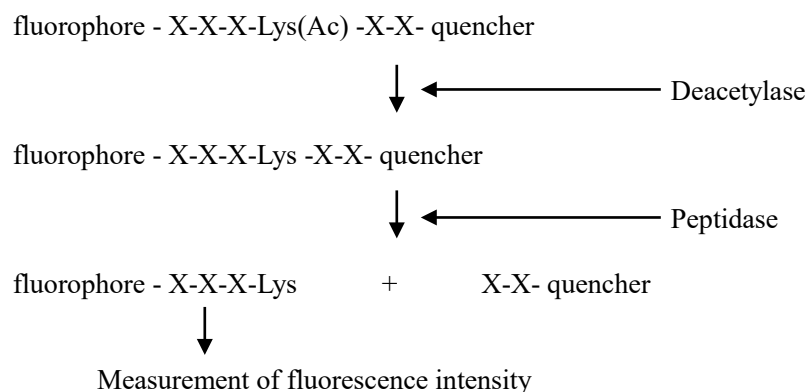 fluorophore - X-X-X-Lys(Ac) -X-X- quencher
Deacetylase
fluorophore - X-X-X-Lys -X-X- quencher
Peptidase
fluorophore - X-X-X-Lys + X-X- quencher
Measurement of fluorescence intensity